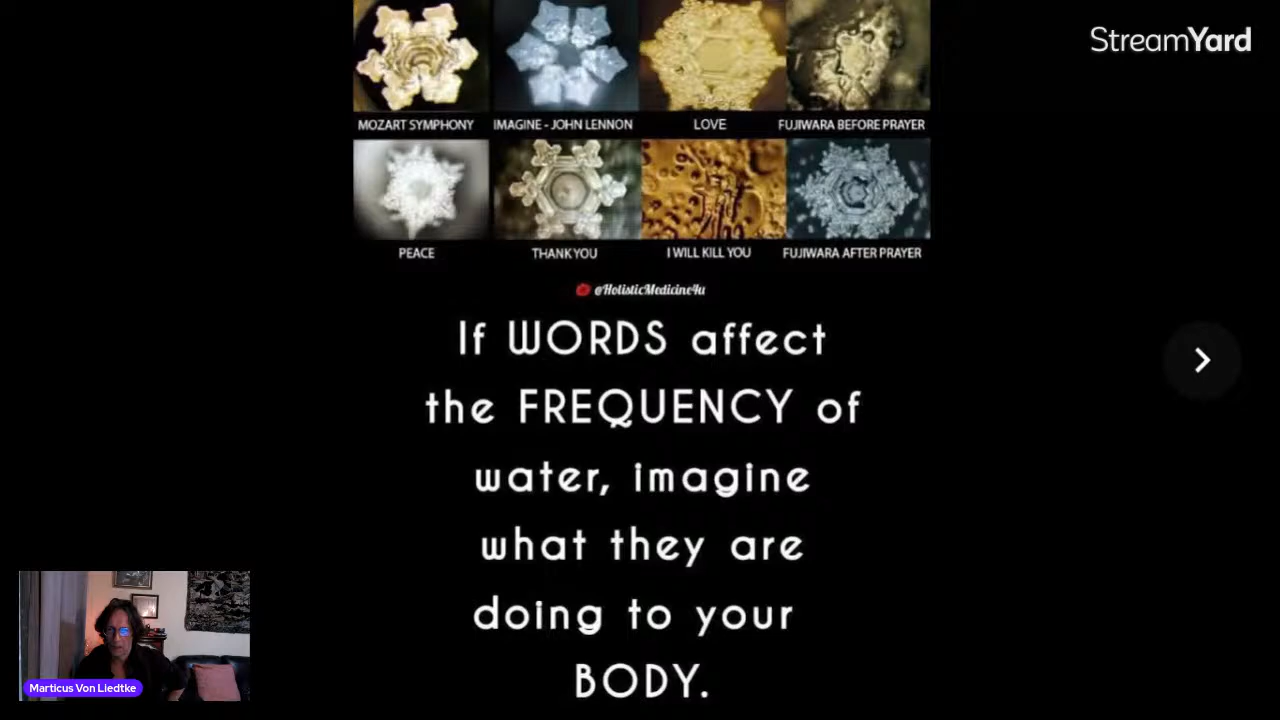 StreamYard
MOZART SYMPHONY
IMAGINE - JOHN LENNON
LOVE
FUJIWARA BEFORE PRAYER
PEACE
THANK YOU
I WILL KILL YOU
FUJIWARA AFTER PRAYER
@HolisticMedicine4u
If WORDS affect
the FREQUENCY of
water, imagine
what they are
doing to your
BODY.
Marticus Von Liedtke